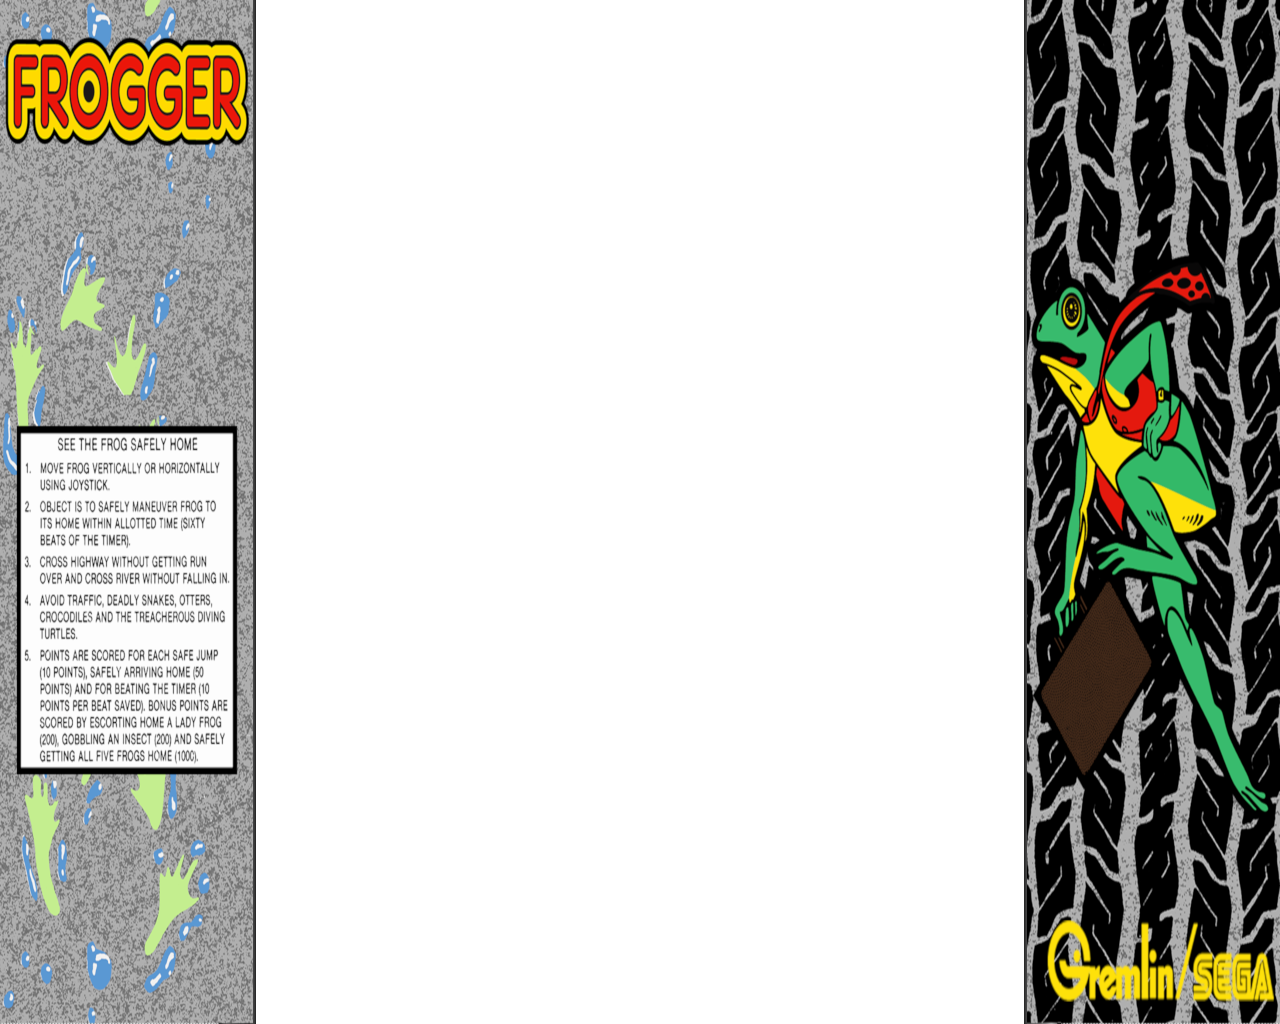 FROGGER
SEE THE FROG SAFELY HOME
1. MOVE FROG VERTICALLY OR HORIZONTALLY
USING JOYSTICK.
2. OBJECT IS TO SAFELY MANEUVER FROG TO
ITS HOME WITHIN ALLOTTED TIME (SIXTY
BEATS OF THE TIMER).
3. CROSS HIGHWAY WITHOUT GETTING RUN
OVER AND CROSS RIVER WITHOUT FALLING IN.
4. AVOID TRAFFIC, DEADLY SNAKES, OTTERS,
CROCODILES AND THE TREACHEROUS DIVING
TURTLES.
5. POINTS ARE SCORED FOR EACH SAFE JUMP
(10 POINTS), SAFELY ARRIVING HOME (50
POINTS) AND FOR BEATING THE TIMER (10
POINTS PER BEAT SAVED). BONUS POINTS ARE
SCORED BY ESCORTING HOME A LADY FROG
(200), GOBBLING AN INSECT (200) AND SAFELY
GETTING ALL FIVE FROGS HOME (1000).
Gremlin/SEGA